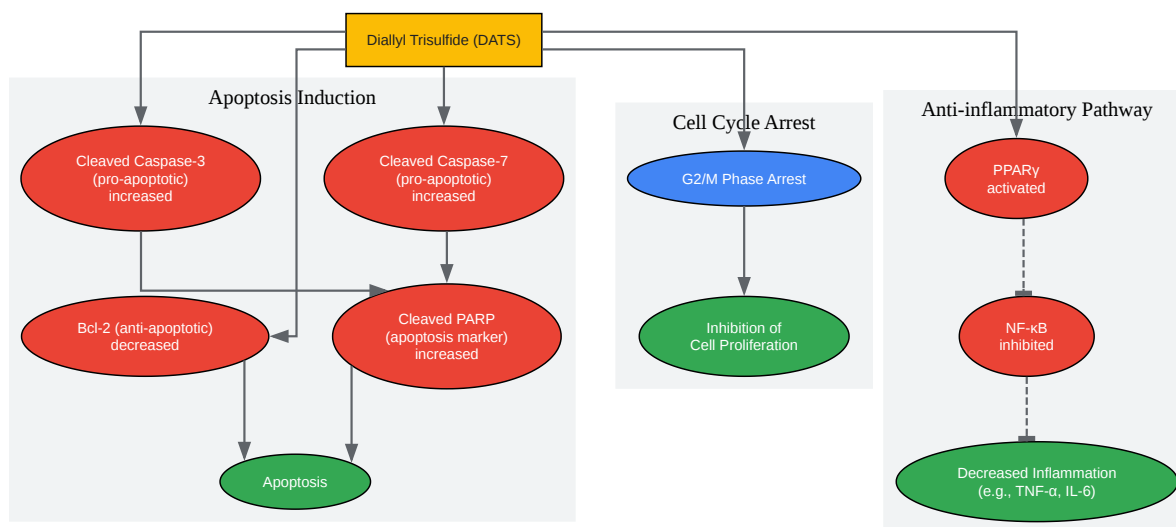 Diallyl Trisulfide (DATS)
Apoptosis Induction
Cleaved Caspase-3
(pro-apoptotic)
increased
Cleaved Caspase-7
(pro-apoptotic)
increased
Bcl-2 (anti-apoptotic)
decreased
Cleaved PARP
(apoptosis marker)
increased
Apoptosis
Cell Cycle Arrest
G2/M Phase Arrest
Inhibition of
Cell Proliferation
Anti-inflammatory Pathway
PPARγ
activated
NF-κB
inhibited
Decreased Inflammation
(e.g., TNF-α, IL-6)